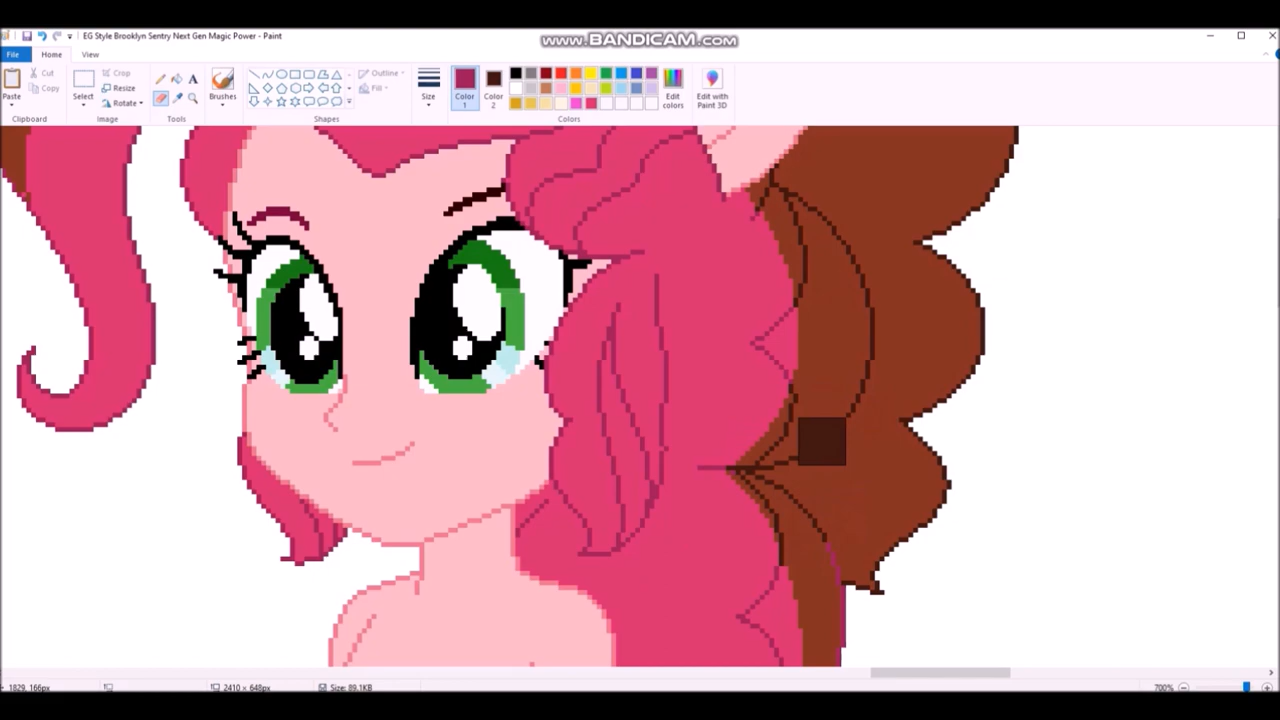 EG Style Brooklyn Sentry Next Gen Magic Power - Paint
www.BANDICAM.com
File
Home
View
Paste
Cut
Copy
Clipboard
Select
Crop
Resize
Rotate
Image
A
Tools
Brushes
Shapes
Outline
Fill
Size
Color 1
Color 2
Edit colors
Colors
Edit with Paint 3D
1829, 166px
2410 × 648px
Size: 89.1KB
700%